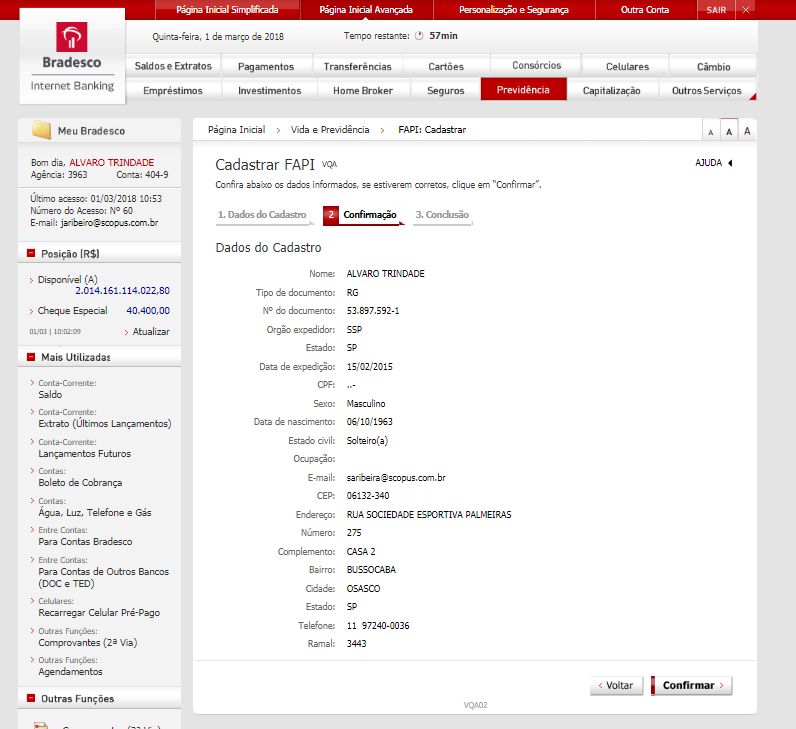 Página Inicial Simplificada
Página Inicial Avançada
Personalização e Segurança
Outra Conta
SAIR
Bradesco
Internet Banking
Quinta-feira, 1 de março de 2018
Tempo restante: 57min
Saldos e Extratos
Pagamentos
Transferências
Cartões
Consórcios
Celulares
Câmbio
Empréstimos
Investimentos
Home Broker
Seguros
Previdência
Capitalização
Outros Serviços
Meu Bradesco
Bom dia, ALVARO TRINDADE
Agência: 3963 Conta: 404-9
Último acesso: 01/03/2018 10:53
Número do Acesso: Nº 60
E-mail: jaribeiro@scopus.com.br
Posição (R$)
Disponível (A)
2.014.161.114.022,80
Cheque Especial 40.400,00
01/03 | 10:02:09 Atualizar
Mais Utilizadas
Conta-Corrente:
Saldo
Conta-Corrente:
Extrato (Últimos Lançamentos)
Conta-Corrente:
Lançamentos Futuros
Contas:
Boleto de Cobrança
Contas:
Água, Luz, Telefone e Gás
Entre Contas:
Para Contas Bradesco
Entre Contas:
Para Contas de Outros Bancos
(DOC e TED)
Celulares:
Recarregar Celular Pré-Pago
Outras Funções:
Comprovantes (2ª Via)
Outras Funções:
Agendamentos
Outras Funções
Página Inicial > Vida e Previdência > FAPI: Cadastrar
A A A
Cadastrar FAPI VQA
AJUDA
Confira abaixo os dados informados, se estiverem corretos, clique em "Confirmar".
1. Dados do Cadastro
2 Confirmação
3. Conclusão
Dados do Cadastro
Nome: ALVARO TRINDADE
Tipo de documento: RG
Nº do documento: 53.897.592-1
Orgão expedidor: SSP
Estado: SP
Data de expedição: 15/02/2015
CPF: ..-
Sexo: Masculino
Data de nascimento: 06/10/1963
Estado civil: Solteiro(a)
Ocupação:
E-mail: saribeira@scopus.com.br
CEP: 06132-340
Endereço: RUA SOCIEDADE ESPORTIVA PALMEIRAS
Número: 275
Complemento: CASA 2
Bairro: BUSSOCABA
Cidade: OSASCO
Estado: SP
Telefone: 11 97240-0036
Ramal: 3443
Voltar
Confirmar
VQA02